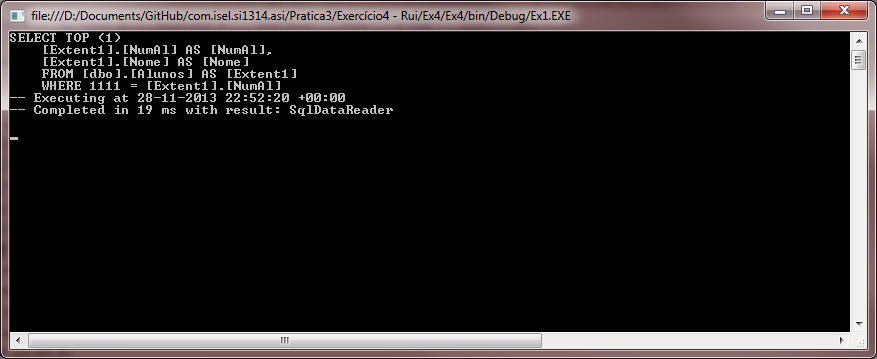 file:///D:/Documents/GitHub/com.isel.si1314.asi/Pratica3/Exercício4 - Rui/Ex4/Ex4/bin/Debug/Ex1.EXE
SELECT TOP (1)
    [Extent1].[NumAl] AS [NumAl],
    [Extent1].[Nome] AS [Nome]
    FROM [dbo].[Alunos] AS [Extent1]
    WHERE 1111 = [Extent1].[NumAl]
-- Executing at 28-11-2013 22:52:20 +00:00
-- Completed in 19 ms with result: SqlDataReader